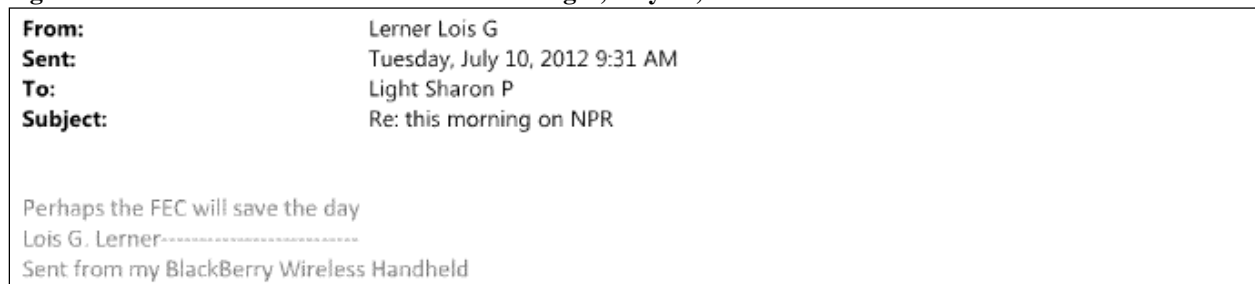 From: Lerner Lois G
Sent: Tuesday, July 10, 2012 9:31 AM
To: Light Sharon P
Subject: Re: this morning on NPR
Perhaps the FEC will save the day
Lois G. Lerner--------------------------
Sent from my BlackBerry Wireless Handheld